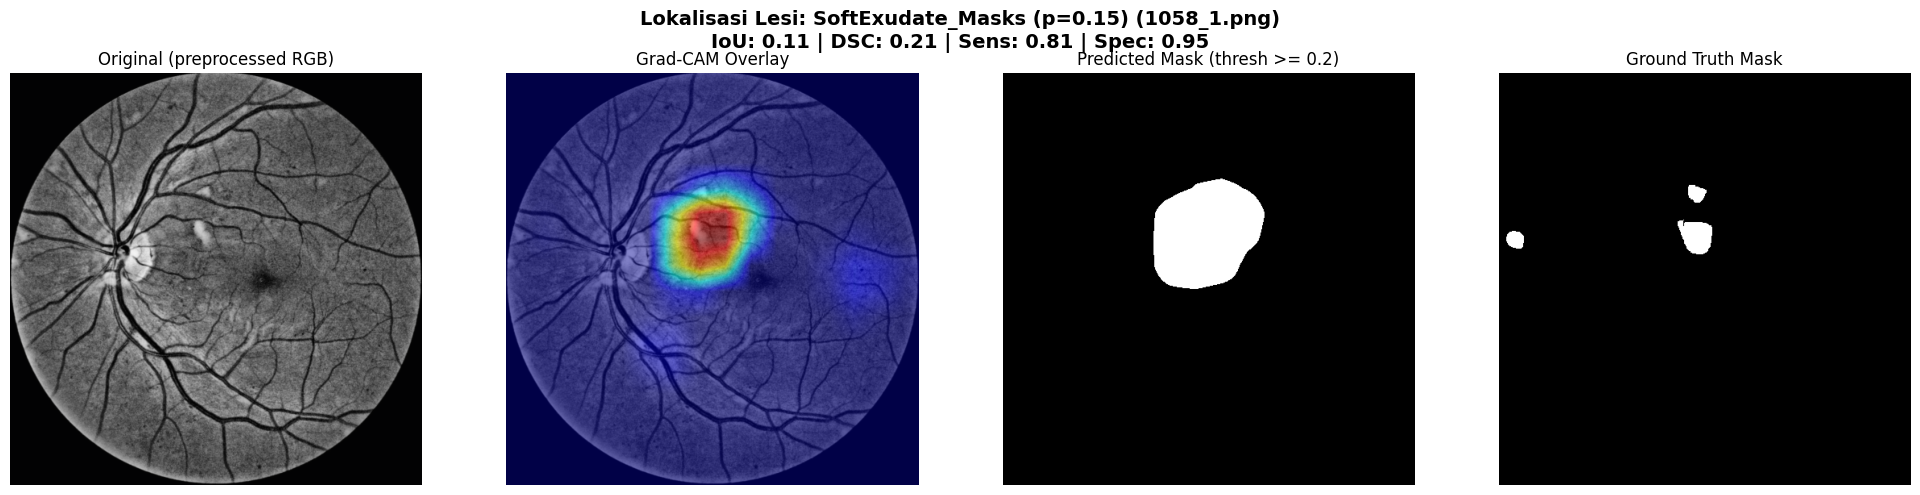 Lokalisasi Lesi: SoftExudate_Masks (p=0.15) (1058_1.png)
IoU: 0.11 | DSC: 0.21 | Sens: 0.81 | Spec: 0.95
Original (preprocessed RGB)
Grad-CAM Overlay
Predicted Mask (thresh >= 0.2)
Ground Truth Mask